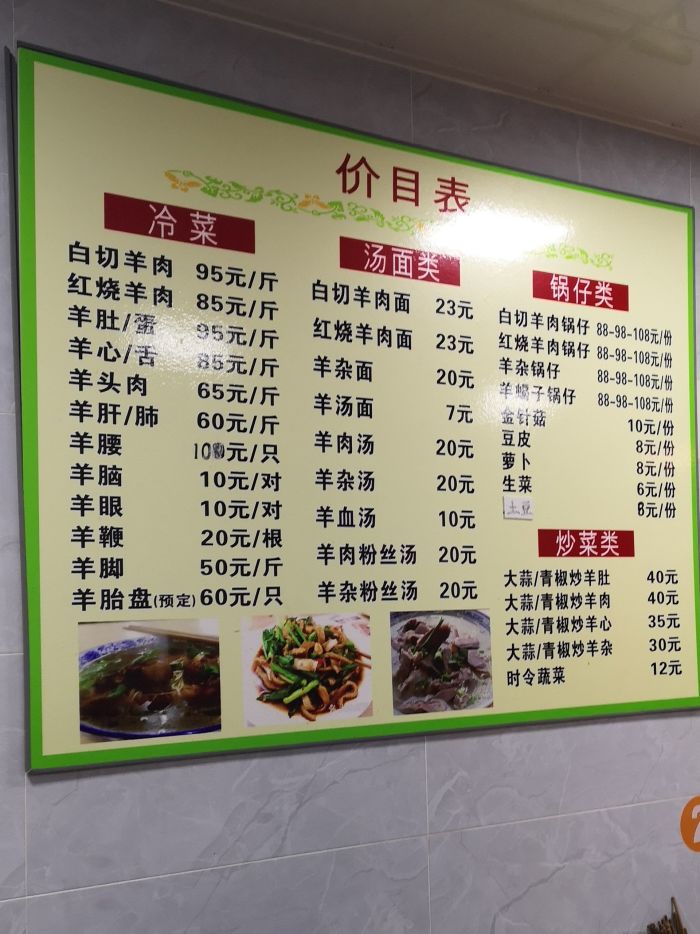 价目表
冷菜
白切羊肉 95元/斤
红烧羊肉 85元/斤
羊肚/蛋 95元/斤
羊心/舌 85元/斤
羊头肉 65元/斤
羊肝/肺 60元/斤
羊腰 元/只
羊脑 10元/对
羊眼 10元/对
羊鞭 20元/根
羊脚 50元/斤
羊胎盘(预定) 60元/只
汤面类
白切羊肉面 23元
红烧羊肉面 23元
羊杂面 20元
羊汤面 7元
羊肉汤 20元
羊杂汤 20元
羊血汤 10元
羊肉粉丝汤 20元
羊杂粉丝汤 20元
锅仔类
白切羊肉锅仔 88-98-108元/份
红烧羊肉锅仔 88-98-108元/份
羊杂锅仔 88-98-108元/份
羊蝎子锅仔 88-98-108元/份
金针菇 10元/份
豆皮 8元/份
萝卜 8元/份
生菜 6元/份
土豆 元/份
炒菜类
大蒜/青椒炒羊肚 40元
大蒜/青椒炒羊肉 40元
大蒜/青椒炒羊心 35元
大蒜/青椒炒羊杂 30元
时令蔬菜 12元